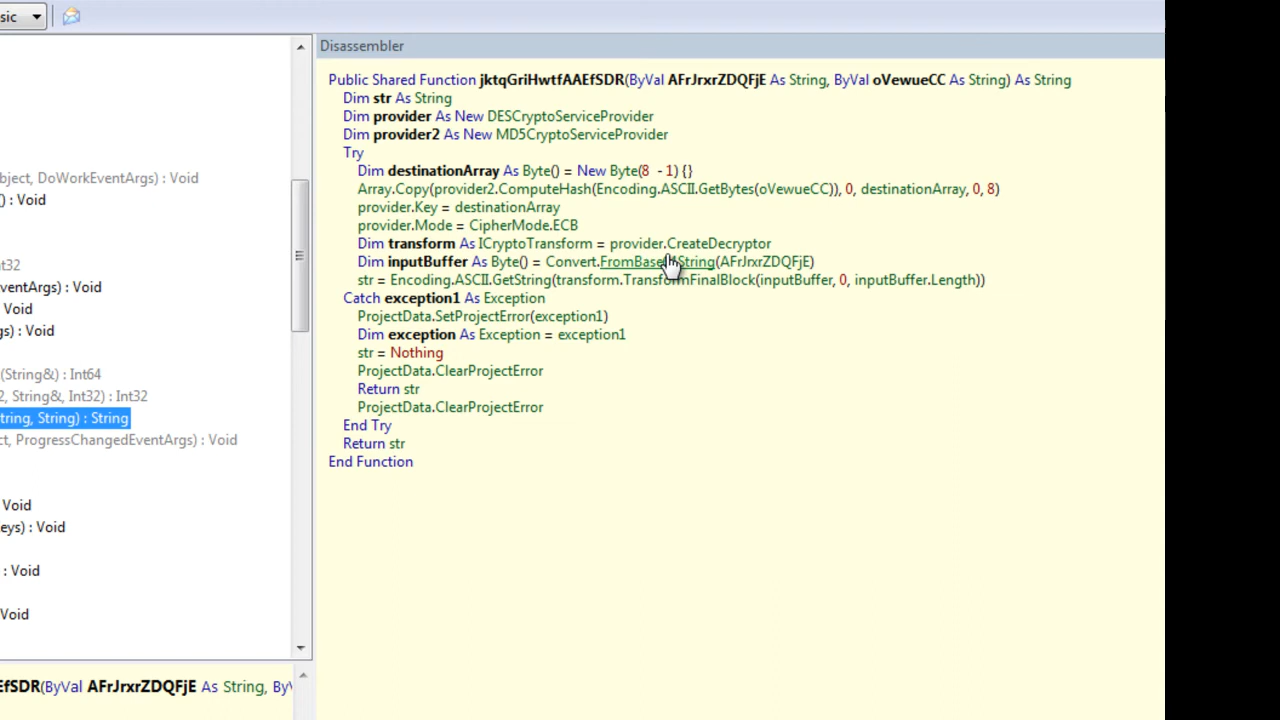 sic
Disassembler
Public Shared Function jktqGriHwtfAAEfSDR(ByVal AFrJrxrZDQFjE As String, ByVal oVewueCC As String) As String
Dim str As String
Dim provider As New DESCryptoServiceProvider
Dim provider2 As New MD5CryptoServiceProvider
Try
Dim destinationArray As Byte() = New Byte(8 - 1) {}
Array.Copy(provider2.ComputeHash(Encoding.ASCII.GetBytes(oVewueCC)), 0, destinationArray, 0, 8)
provider.Key = destinationArray
provider.Mode = CipherMode.ECB
Dim transform As ICryptoTransform = provider.CreateDecryptor
Dim inputBuffer As Byte() = Convert.FromBase64String(AFrJrxrZDQFjE)
str = Encoding.ASCII.GetString(transform.TransformFinalBlock(inputBuffer, 0, inputBuffer.Length))
Catch exception1 As Exception
ProjectData.SetProjectError(exception1)
Dim exception As Exception = exception1
str = Nothing
ProjectData.ClearProjectError
Return str
ProjectData.ClearProjectError
End Try
Return str
End Function
bject, DoWorkEventArgs) : Void
) : Void
nt32
ventArgs) : Void
Void
gs) : Void
(String&) : Int64
2, String&, Int32) : Int32
tring, String) : String
ct, ProgressChangedEventArgs) : Void
Void
eys) : Void
: Void
Void
EfSDR(ByVal AFrJrxrZDQFjE As String, By